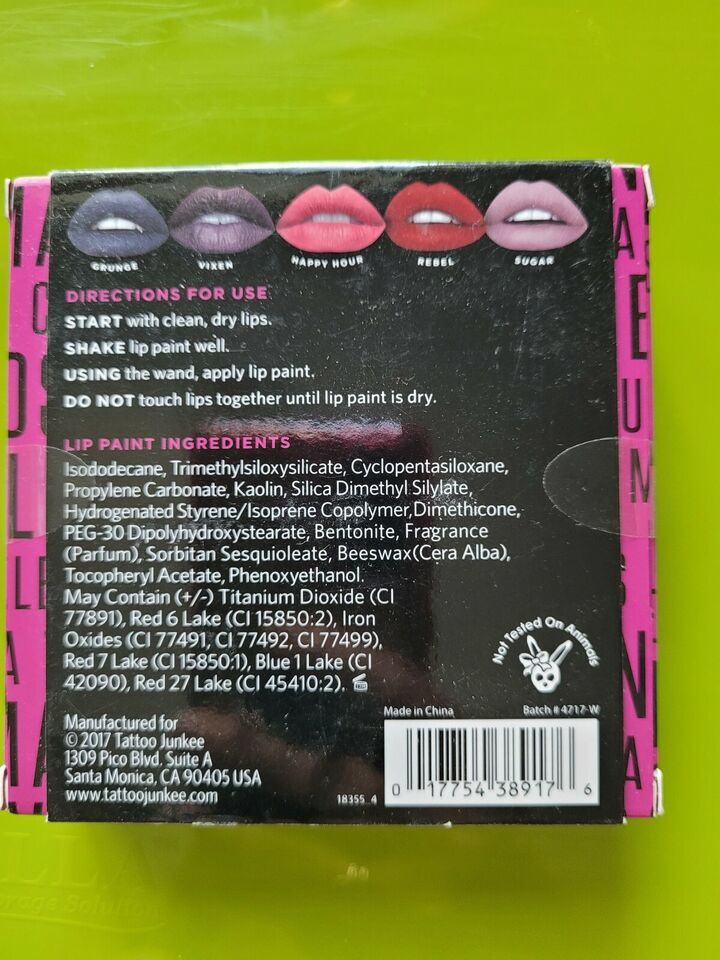 GRUNGE VIXEN HAPPY HOUR REBEL SUGAR
DIRECTIONS FOR USE
START with clean, dry lips.
SHAKE lip paint well.
USING the wand, apply lip paint.
DO NOT touch lips together until lip paint is dry.
LIP PAINT INGREDIENTS
Isododecane, Trimethylsiloxysilicate, Cyclopentasiloxane,
Propylene Carbonate, Kaolin, Silica Dimethyl Silylate,
Hydrogenated Styrene/Isoprene Copolymer,Dimethicone,
PEG-30 Dipolyhydroxystearate, Bentonite, Fragrance
(Parfum), Sorbitan Sesquioleate, Beeswax(Cera Alba),
Tocopheryl Acetate, Phenoxyethanol.
May Contain (+/-) Titanium Dioxide (CI
77891), Red 6 Lake (CI 15850:2), Iron
Oxides (CI 77491, CI 77492, CI 77499),
Red 7 Lake (CI 15850:1), Blue 1 Lake (CI
42090), Red 27 Lake (CI 45410:2).
Not Tested On Animals
Manufactured for
© 2017 Tattoo Junkee
1309 Pico Blvd. Suite A
Santa Monica, CA 90405 USA
www.tattoojunkee.com
18355_4
Made in China Batch # 4717-W
0 17754 38917 6